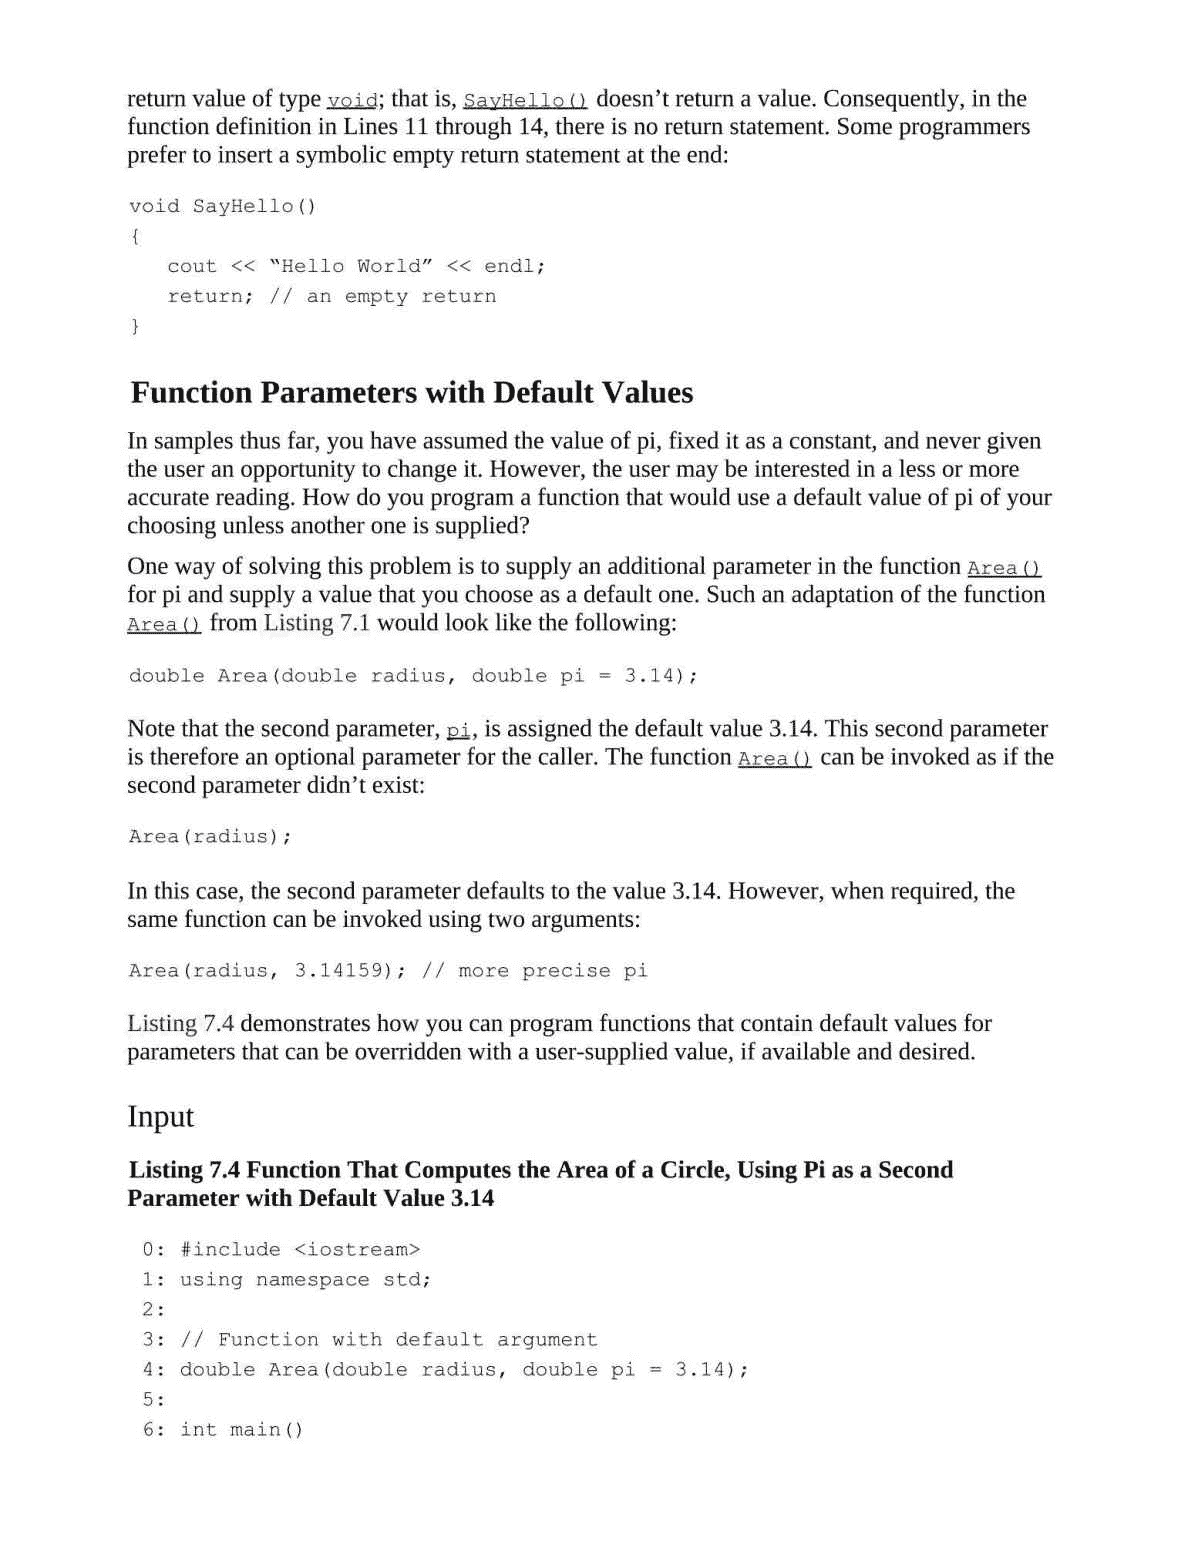 return value of type void; that is, SayHello() doesn’t return a value. Consequently, in the
function definition in Lines 11 through 14, there is no return statement. Some programmers
prefer to insert a symbolic empty return statement at the end:
void SayHello()
{
   cout << “Hello World” << endl;
   return; // an empty return
}
Function Parameters with Default Values
In samples thus far, you have assumed the value of pi, fixed it as a constant, and never given
the user an opportunity to change it. However, the user may be interested in a less or more
accurate reading. How do you program a function that would use a default value of pi of your
choosing unless another one is supplied?
One way of solving this problem is to supply an additional parameter in the function Area()
for pi and supply a value that you choose as a default one. Such an adaptation of the function
Area() from Listing 7.1 would look like the following:
double Area(double radius, double pi = 3.14);
Note that the second parameter, pi, is assigned the default value 3.14. This second parameter
is therefore an optional parameter for the caller. The function Area() can be invoked as if the
second parameter didn’t exist:
Area(radius);
In this case, the second parameter defaults to the value 3.14. However, when required, the
same function can be invoked using two arguments:
Area(radius, 3.14159); // more precise pi
Listing 7.4 demonstrates how you can program functions that contain default values for
parameters that can be overridden with a user-supplied value, if available and desired.
Input
Listing 7.4 Function That Computes the Area of a Circle, Using Pi as a Second
Parameter with Default Value 3.14
0: #include <iostream>
1: using namespace std;
2:
3: // Function with default argument
4: double Area(double radius, double pi = 3.14);
5:
6: int main()